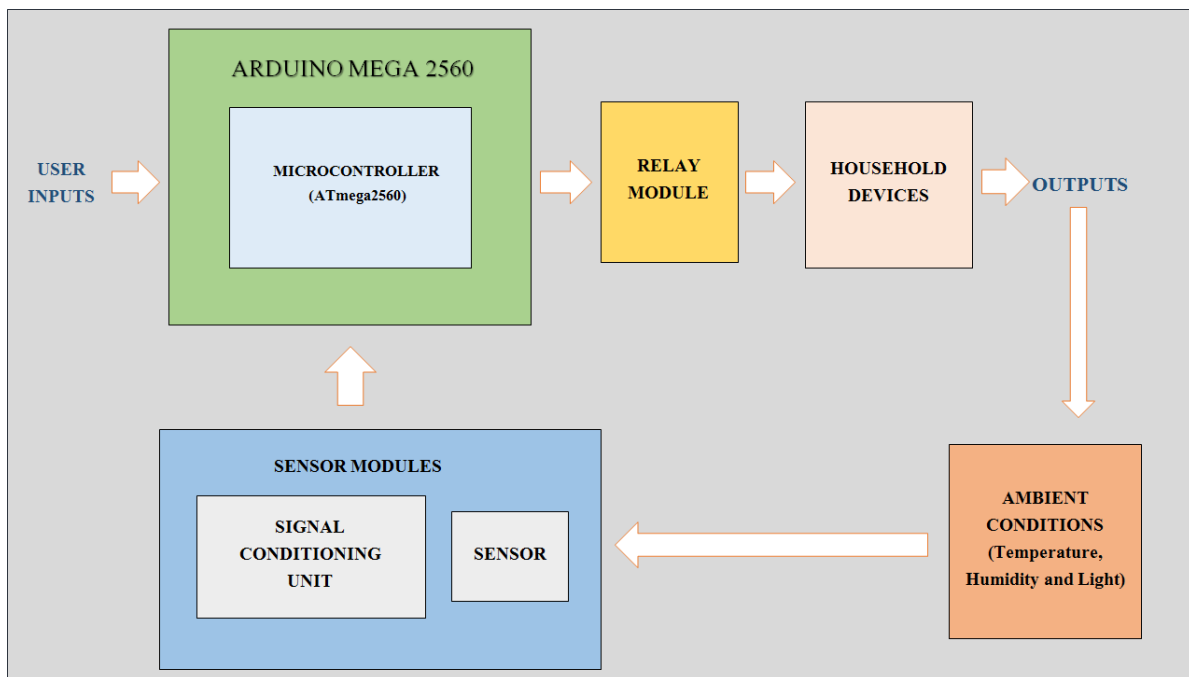 ARDUINO MEGA 2560
MICROCONTROLLER
(ATmega2560)
USER
INPUTS
RELAY
MODULE
HOUSEHOLD
DEVICES
OUTPUTS
SENSOR MODULES
SIGNAL
CONDITIONING
UNIT
SENSOR
AMBIENT
CONDITIONS
(Temperature,
Humidity and Light)